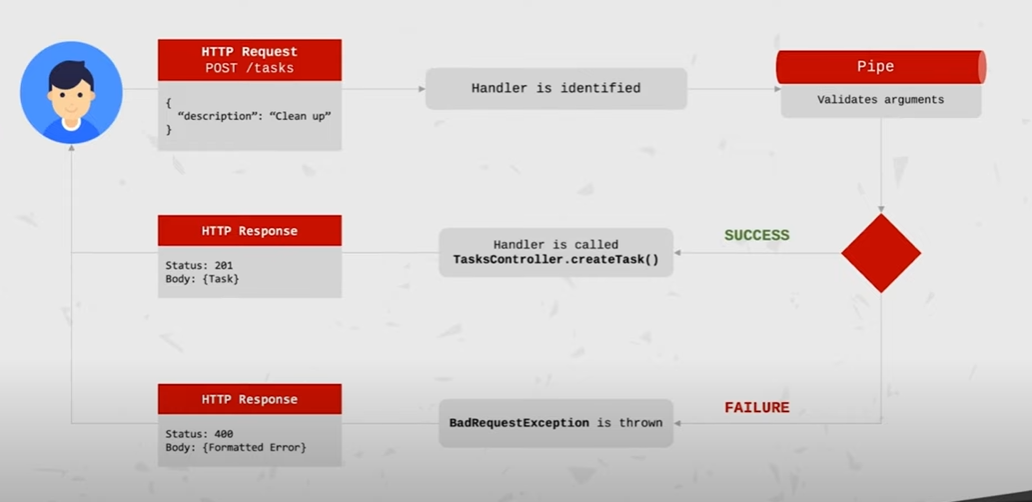 HTTP Request
POST /tasks
{
“description”: “Clean up”
}
Handler is identified
Pipe
Validates arguments
HTTP Response
Status: 201
Body: {Task}
Handler is called
TasksController.createTask()
SUCCESS
HTTP Response
Status: 400
Body: {Formatted Error}
BadRequestException is thrown
FAILURE